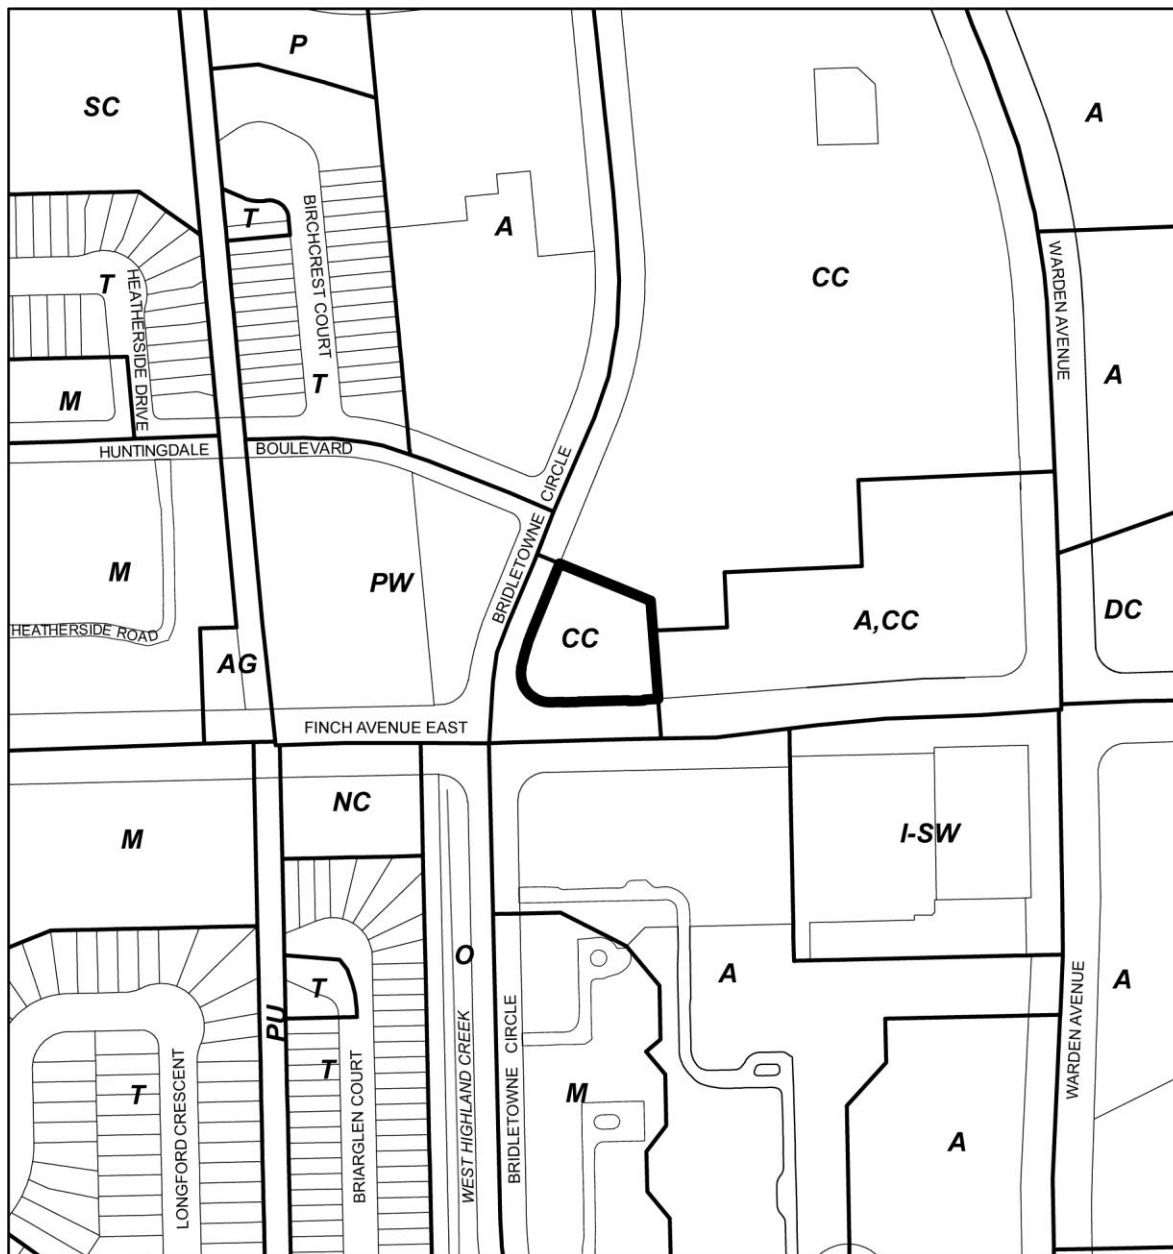 P
SC
A
T
BIRCHCREST COURT
A
CC
WARDEN AVENUE
T
HEATHERSIDE DRIVE
T
A
M
HUNTINGDALE BOULEVARD
BRIDLETOWNE CIRCLE
M
PW
CC
A,CC
DC
HEATHERSIDE ROAD
AG
FINCH AVENUE EAST
NC
M
I-SW
O
A
A
T
PU
WEST HIGHLAND CREEK
BRIDLETOWNE CIRCLE
WARDEN AVENUE
T
T
M
LONGFORD CRESCENT
BRIARGLEN COURT
A